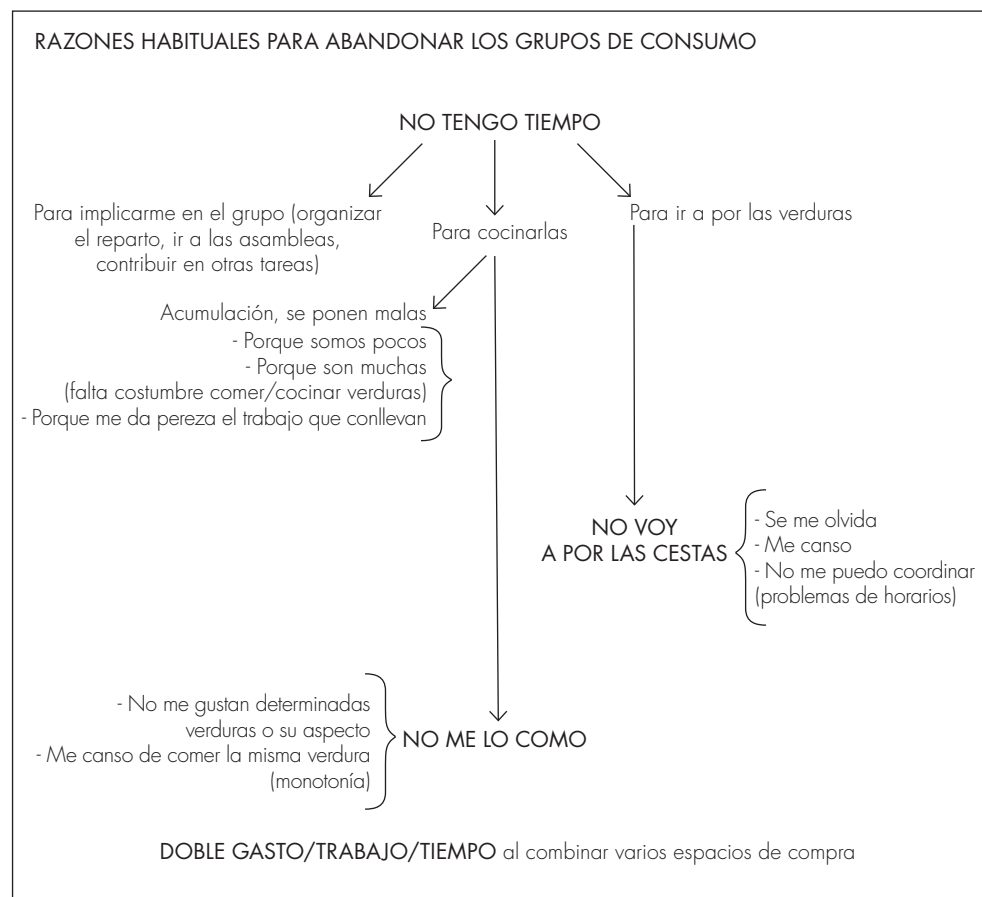 RAZONES HABITUALES PARA ABANDONAR LOS GRUPOS DE CONSUMO
NO TENGO TIEMPO
Para implicarme en el grupo (organizar
el reparto, ir a las asambleas,
contribuir en otras tareas)
Para cocinarlas
Para ir a por las verduras
Acumulación, se ponen malas
- Porque somos pocos
- Porque son muchas
(falta costumbre comer/cocinar verduras)
- Porque me da pereza el trabajo que conllevan
NO VOY
A POR LAS CESTAS
- Se me olvida
- Me canso
- No me puedo coordinar
(problemas de horarios)
- No me gustan determinadas
verduras o su aspecto
- Me canso de comer la misma verdura
(monotonía)
NO ME LO COMO
DOBLE GASTO/TRABAJO/TIEMPO al combinar varios espacios de compra